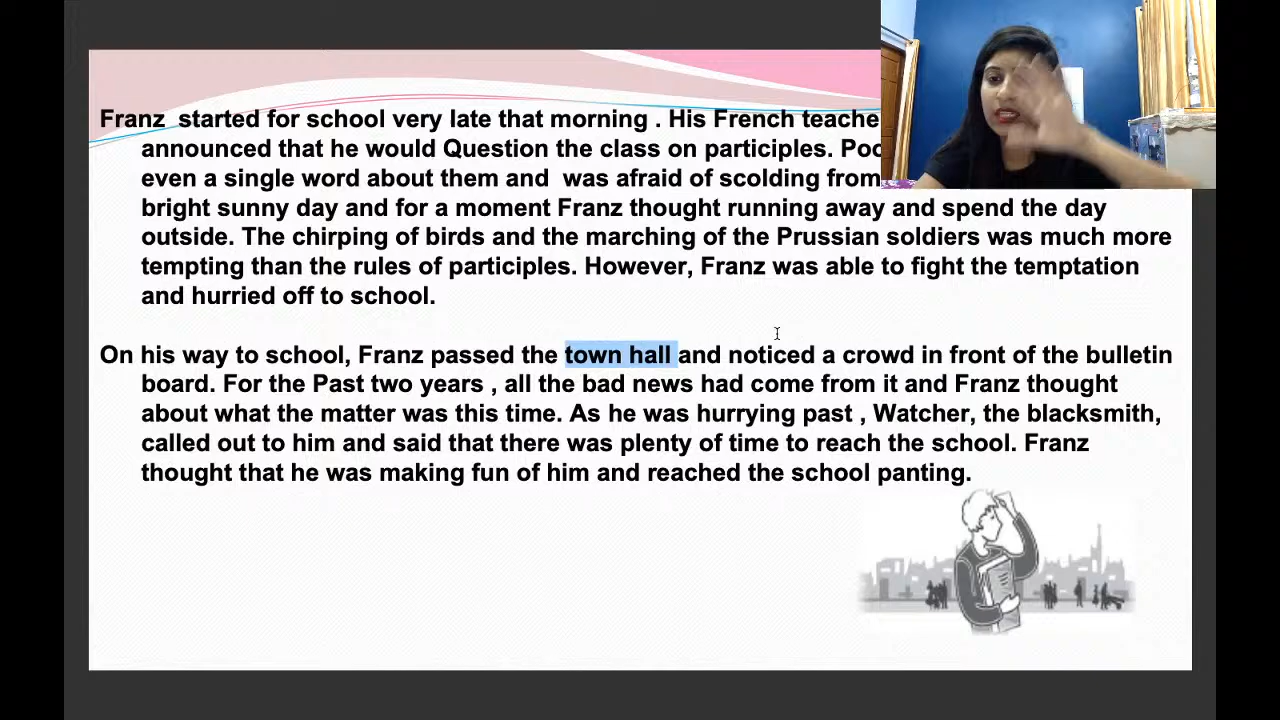 Franz started for school very late that morning . His French
announced that he would Question the class on participles.
even a single word about them and was afraid of scolding from
bright sunny day and for a moment Franz thought running away and spend the day
outside. The chirping of birds and the marching of the Prussian soldiers was much more
tempting than the rules of participles. However, Franz was able to fight the temptation
and hurried off to school.
On his way to school, Franz passed the town hall and noticed a crowd in front of the bulletin
board. For the Past two years , all the bad news had come from it and Franz thought
about what the matter was this time. As he was hurrying past , Watcher, the blacksmith,
called out to him and said that there was plenty of time to reach the school. Franz
thought that he was making fun of him and reached the school panting.